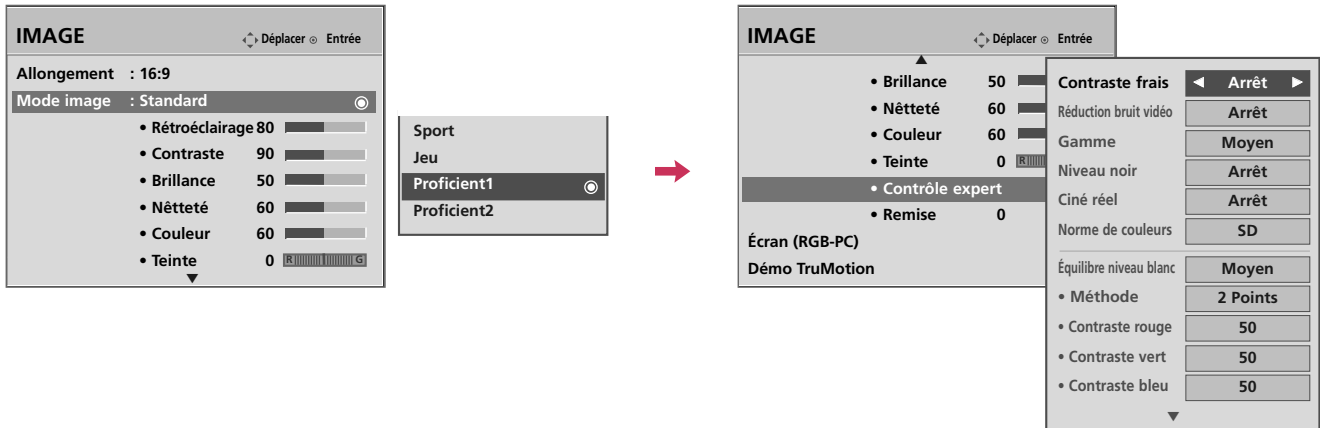 IMAGE
Déplacer Entrée
Allongement : 16:9
Mode image : Standard
• Rétroéclairage 80
• Contraste 90
• Brillance 50
• Nêtteté 60
• Couleur 60
• Teinte 0 R G
Sport
Jeu
Proficient1
Proficient2
IMAGE
Déplacer Entrée
• Brillance 50
• Nêtteté 60
• Couleur 60
• Teinte 0 R
• Contrôle expert
• Remise 0
Écran (RGB-PC)
Démo TruMotion
Contraste frais ◀ Arrêt ▶
Réduction bruit vidéo Arrêt
Gamme Moyen
Niveau noir Arrêt
Ciné réel Arrêt
Norme de couleurs SD
Équilibre niveau blanc Moyen
• Méthode 2 Points
• Contraste rouge 50
• Contraste vert 50
• Contraste bleu 50